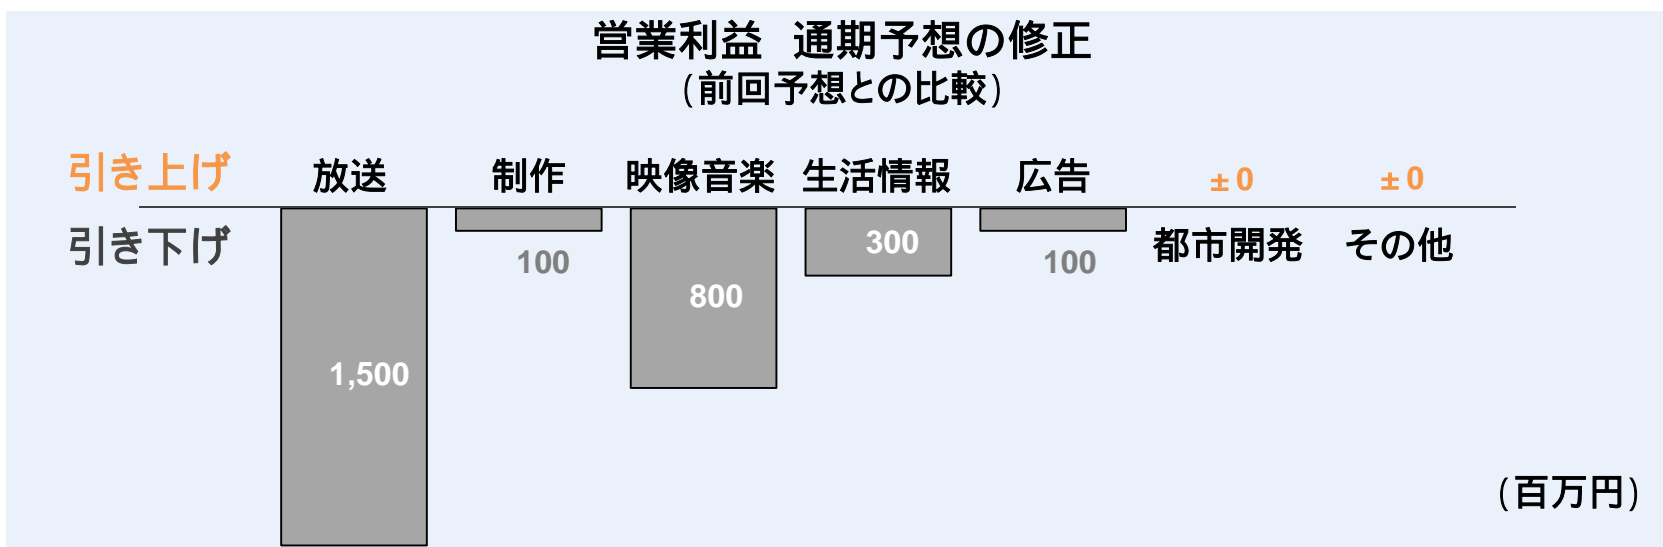 営業利益　通期予想の修正
(前回予想との比較)
引き上げ
放送 制作 映像音楽 生活情報 広告 ±0 ±0
引き下げ
1,500 100 800 300 100
都市開発 その他
(百万円)